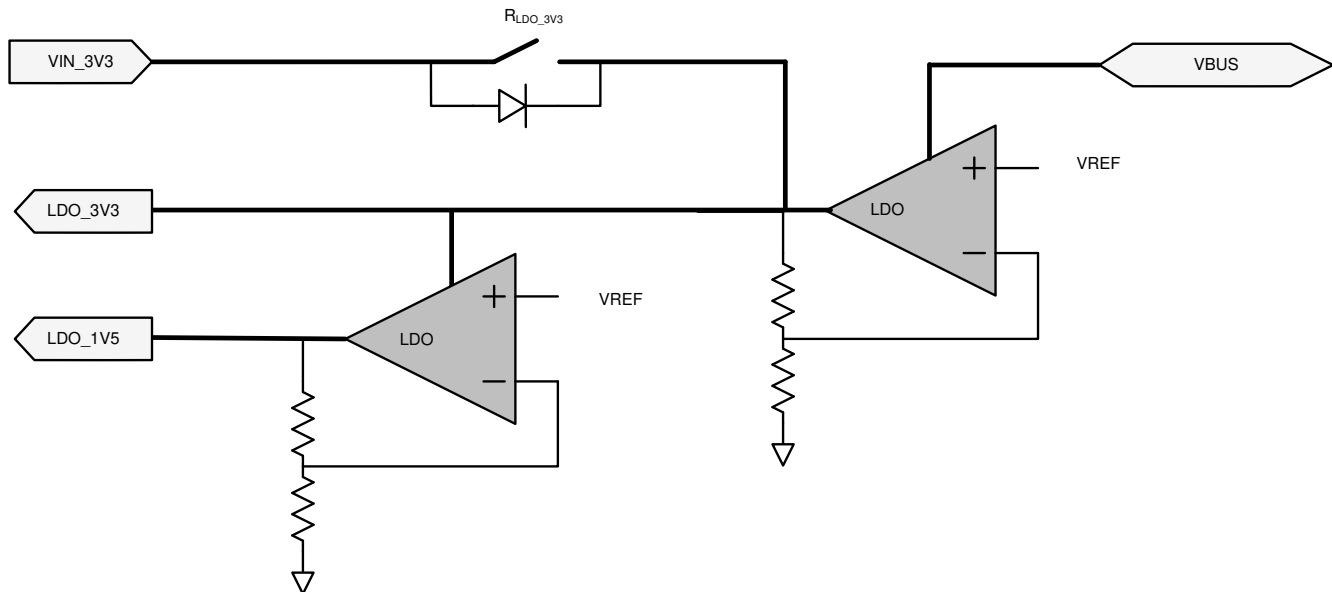 RLDO_3V3
VIN_3V3
VBUS
VREF
LDO_3V3
LDO
VREF
LDO_1V5
LDO